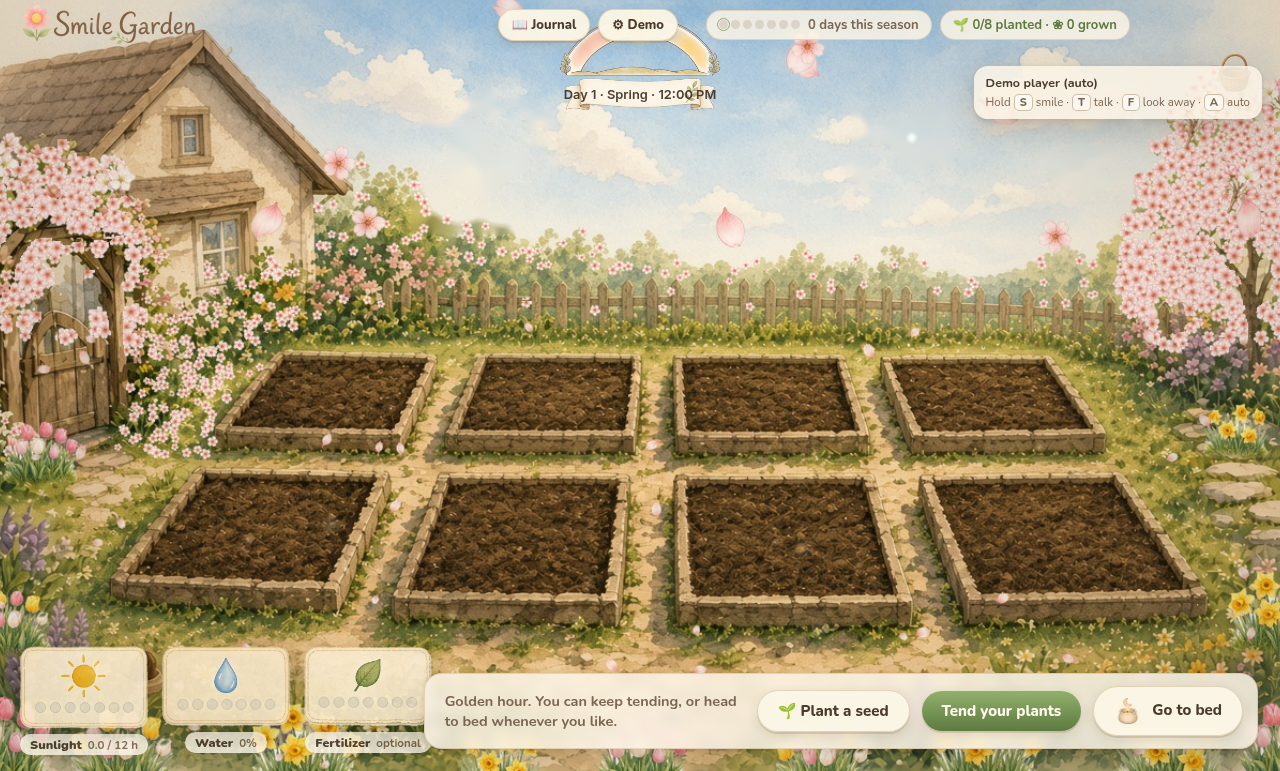 Smile Garden
📖 Journal
⚙ Demo
0 days this season
🌱 0/8 planted · ❀ 0 grown
Day 1 · Spring · 12:00 PM
Demo player (auto)
Hold S smile · T talk · F look away · A auto
Sunlight 0.0 / 12 h
Water 0%
Fertilizer optional
Golden hour. You can keep tending, or head
to bed whenever you like.
🌱 Plant a seed
Tend your plants
Go to bed